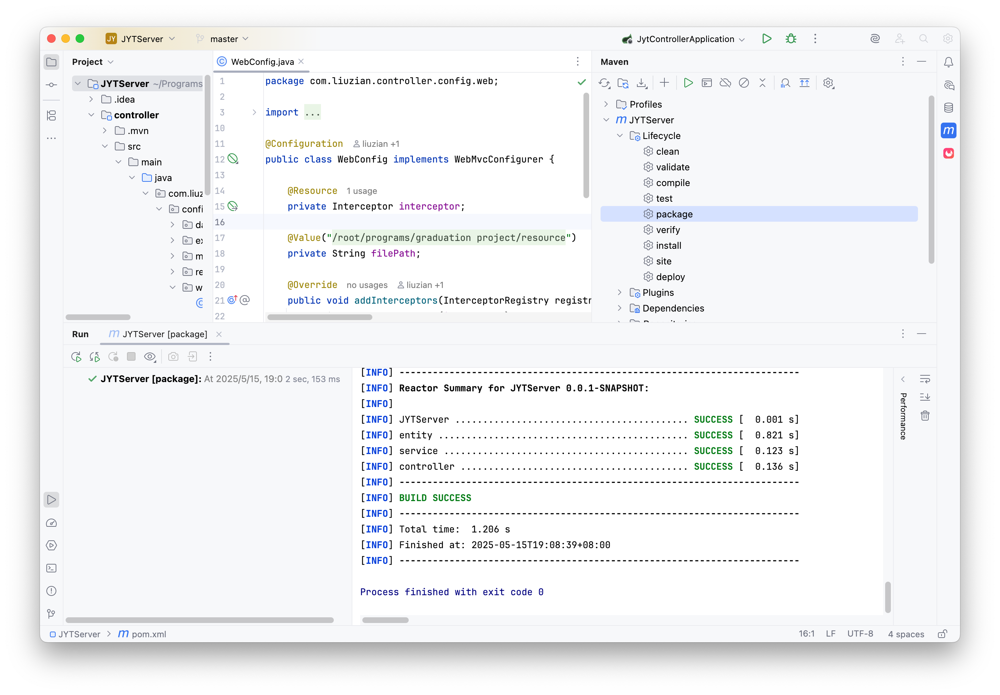 JY JYTServer master JytControllerApplication
Project
JYTServer ~/Programs
.idea
controller
.mvn
src
main
java
com.liuz
confi
da
ex
m
re
w
WebConfig.java
1 package com.liuzian.controller.config.web;
2
3 import ...
10
11 @Configuration liuzian +1
12 public class WebConfig implements WebMvcConfigurer {
13
14 @Resource 1 usage
15 private Interceptor interceptor;
16
17 @Value("/root/programs/graduation project/resource")
18 private String filePath;
19
20 @Override no usages liuzian +1
21 public void addInterceptors(InterceptorRegistry registr
22
Maven
Profiles
JYTServer
Lifecycle
clean
validate
compile
test
package
verify
install
site
deploy
Plugins
Dependencies
Run JYTServer [package]
JYTServer [package]: At 2025/5/15, 19:0 2 sec, 153 ms
[INFO] ------------------------------------------------------------------------
[INFO] Reactor Summary for JYTServer 0.0.1-SNAPSHOT:
[INFO]
[INFO] JYTServer .......................................... SUCCESS [  0.001 s]
[INFO] entity ............................................. SUCCESS [  0.821 s]
[INFO] service ............................................ SUCCESS [  0.123 s]
[INFO] controller ......................................... SUCCESS [  0.136 s]
[INFO] ------------------------------------------------------------------------
[INFO] BUILD SUCCESS
[INFO] ------------------------------------------------------------------------
[INFO] Total time:  1.206 s
[INFO] Finished at: 2025-05-15T19:08:39+08:00
[INFO] ------------------------------------------------------------------------
Process finished with exit code 0
Performance
JYTServer > pom.xml
16:1 LF UTF-8 4 spaces